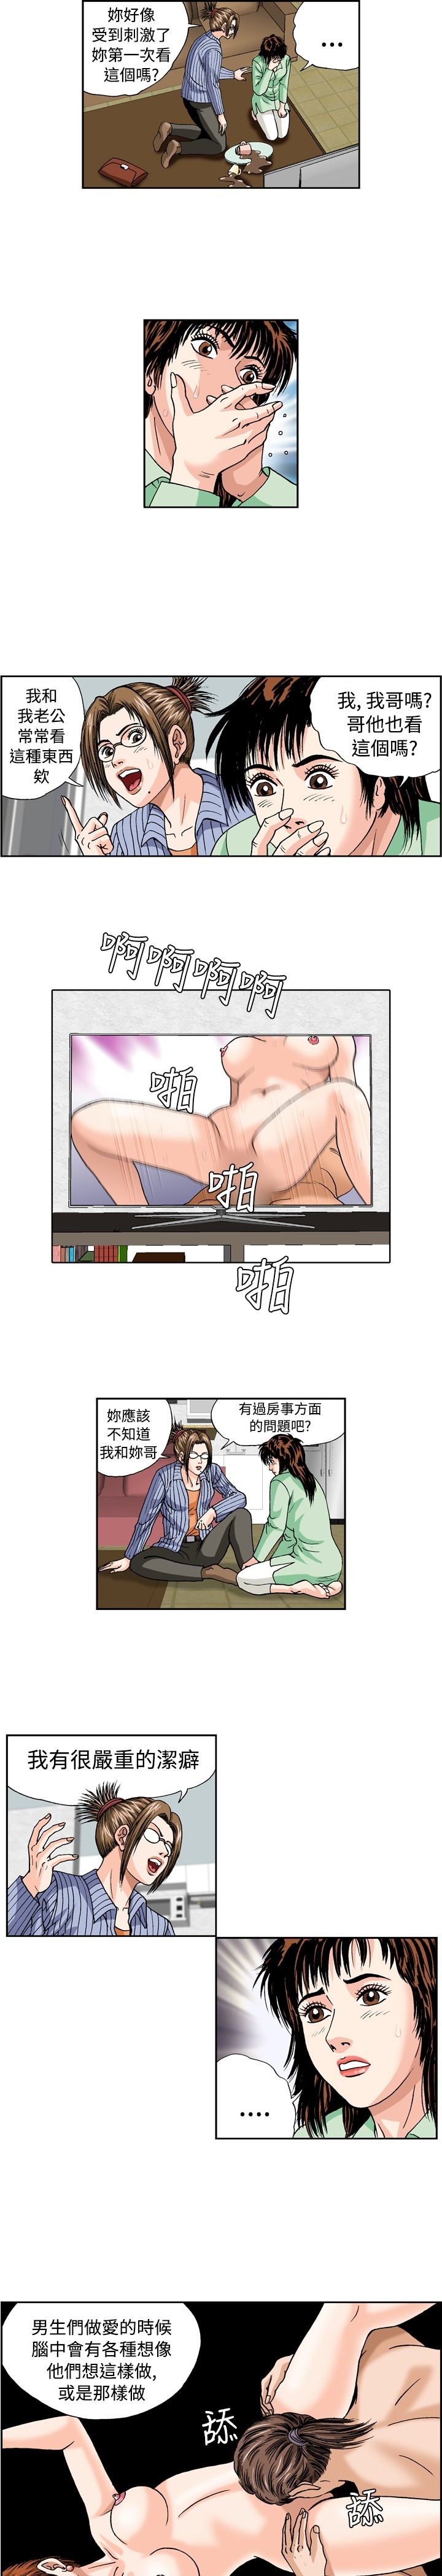 妳好像
受到刺激了
妳第一次看
這個嗎?
...
我和
我老公
常常看
這種東西
欸
我, 我哥嗎?
哥他也看
這個嗎?
啊啊啊啊
啪
啪
啪
妳應該
不知道
我和妳哥
有過房事方面
的問題吧?
我有很嚴重的潔癖
....
男生們做愛的時候
腦中會有各種想像
他們想這樣做,
或是那樣做
舔
舔